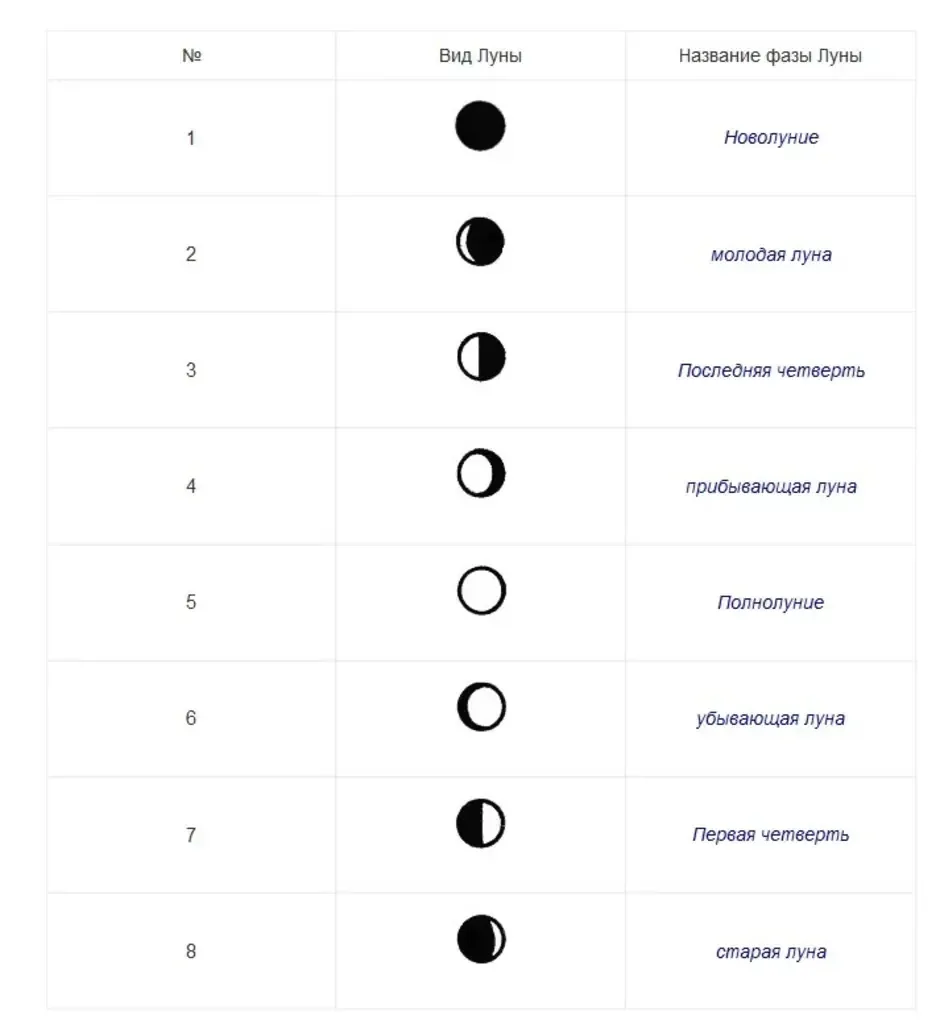 № Вид Луны Название фазы Луны
1 Новолуние
2 молодая луна
3 Последняя четверть
4 прибывающая луна
5 Полнолуние
6 убывающая луна
7 Первая четверть
8 старая луна